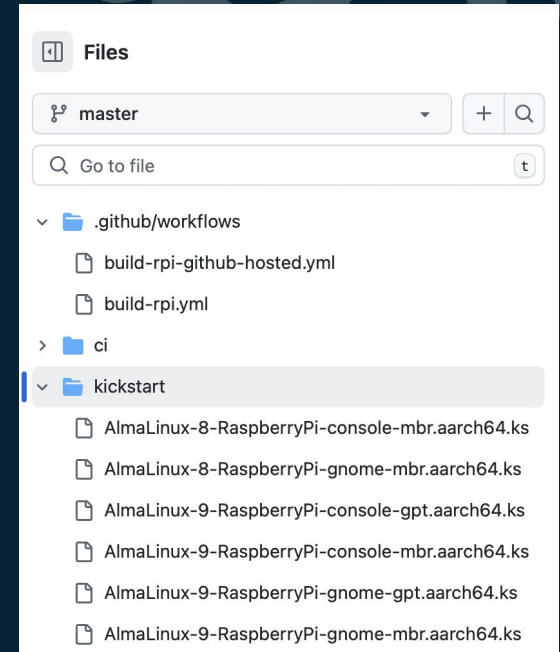 Files
master
Go to file
t
.github/workflows
build-rpi-github-hosted.yml
build-rpi.yml
ci
kickstart
AlmaLinux-8-RaspberryPi-console-mbr.aarch64.ks
AlmaLinux-8-RaspberryPi-gnome-mbr.aarch64.ks
AlmaLinux-9-RaspberryPi-console-gpt.aarch64.ks
AlmaLinux-9-RaspberryPi-console-mbr.aarch64.ks
AlmaLinux-9-RaspberryPi-gnome-gpt.aarch64.ks
AlmaLinux-9-RaspberryPi-gnome-mbr.aarch64.ks